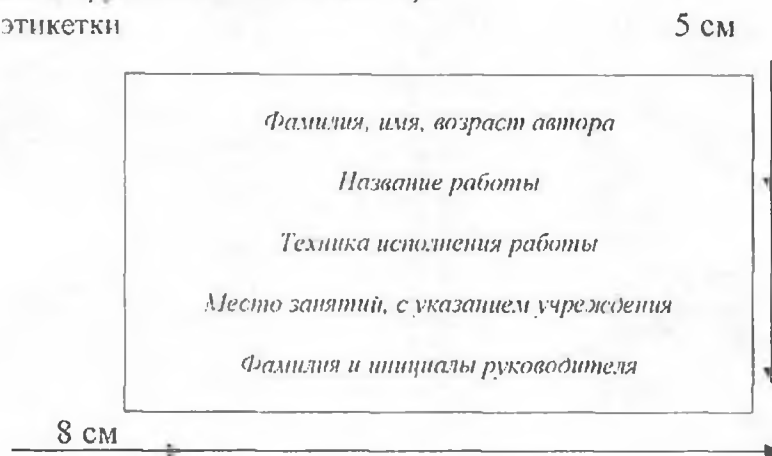 этикетки 5 см
Фамилия, имя, возраст автора
Название работы
Техника исполнения работы
Место занятий, с указанием учреждения
Фамилия и инициалы руководителя
8 см